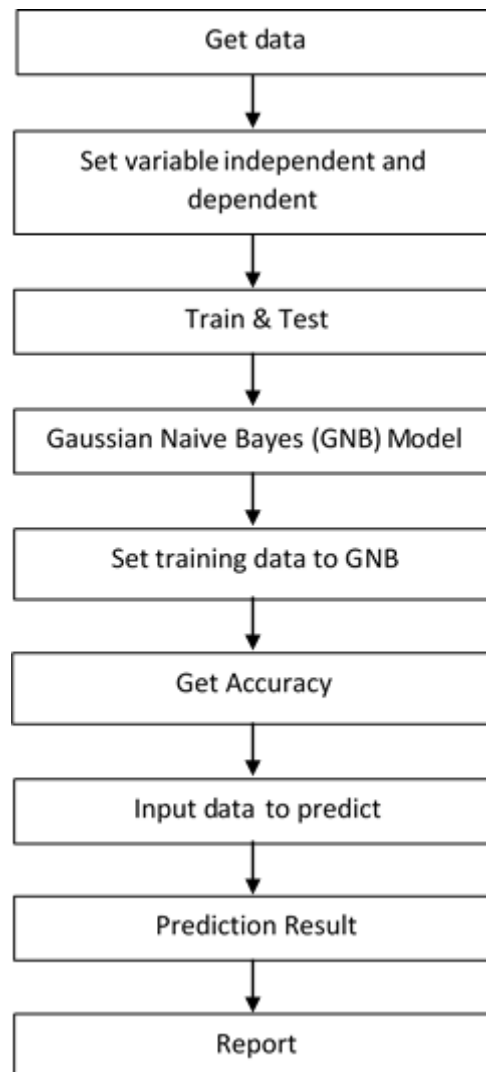 Get data
Set variable independent and
dependent
Train & Test
Gaussian Naive Bayes (GNB) Model
Set training data to GNB
Get Accuracy
Input data to predict
Prediction Result
Report